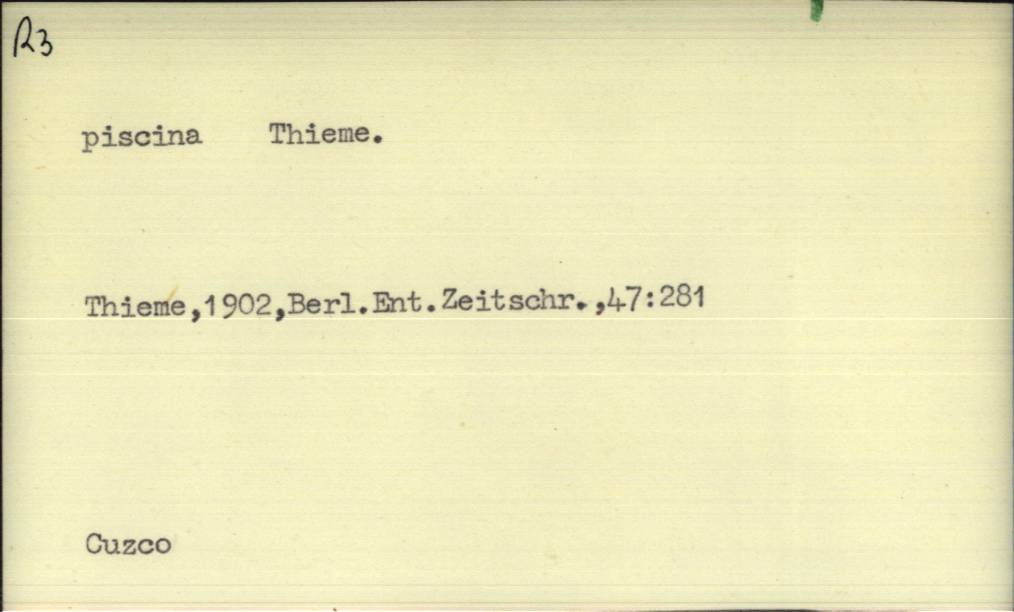 R3
piscina Thieme.
Thieme,1902,Berl.Ent.Zeitschr.,47:281
Cuzco